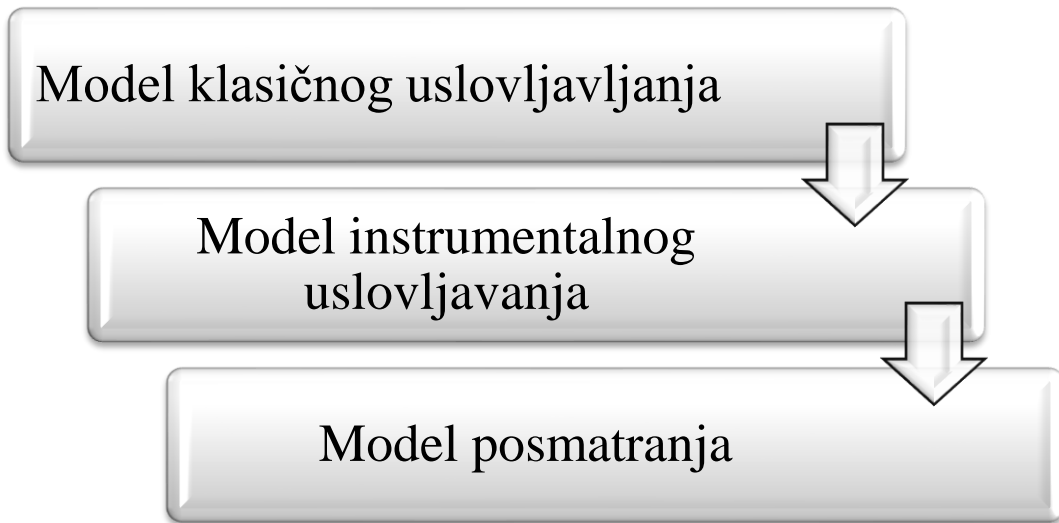 Model klasičnog uslovljavljanja
Model instrumentalnog
uslovljavanja
Model posmatranja